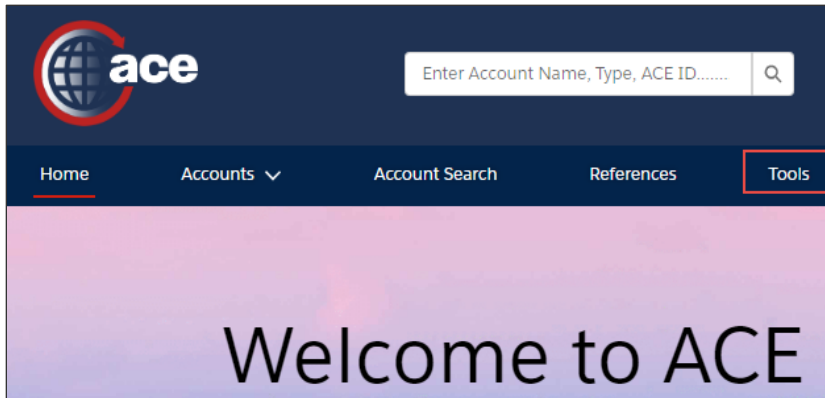 ace
Enter Account Name, Type, ACE ID.......
Home Accounts Account Search References Tools
Welcome to ACE